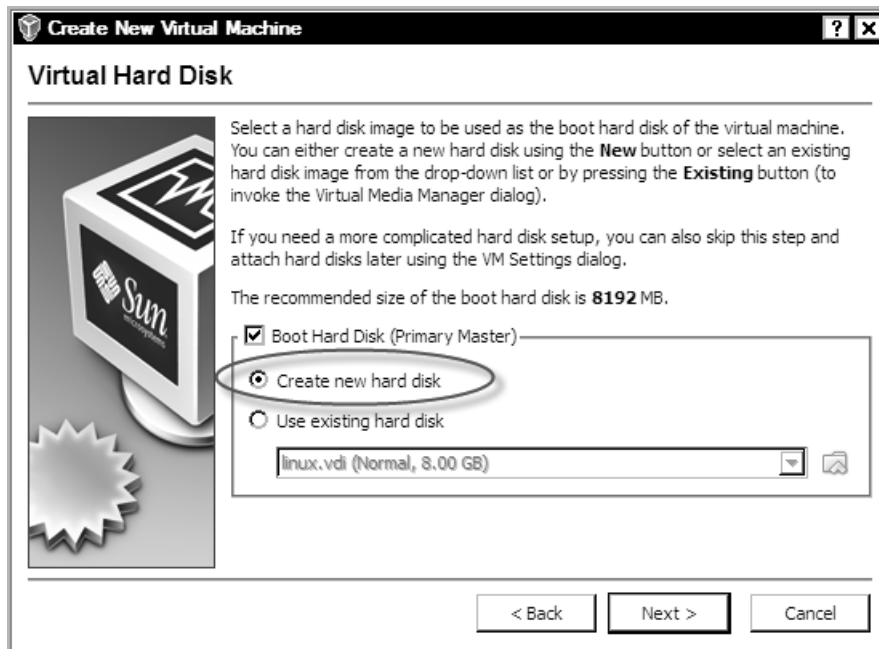 Create New Virtual Machine
Virtual Hard Disk
Select a hard disk image to be used as the boot hard disk of the virtual machine.
You can either create a new hard disk using the New button or select an existing
hard disk image from the drop-down list or by pressing the Existing button (to
invoke the Virtual Media Manager dialog).
If you need a more complicated hard disk setup, you can also skip this step and
attach hard disks later using the VM Settings dialog.
The recommended size of the boot hard disk is 8192 MB.
Sun
microsystems
Boot Hard Disk (Primary Master)
Create new hard disk
Use existing hard disk
linux.vdi (Normal, 8.00 GB)
< Back
Next >
Cancel